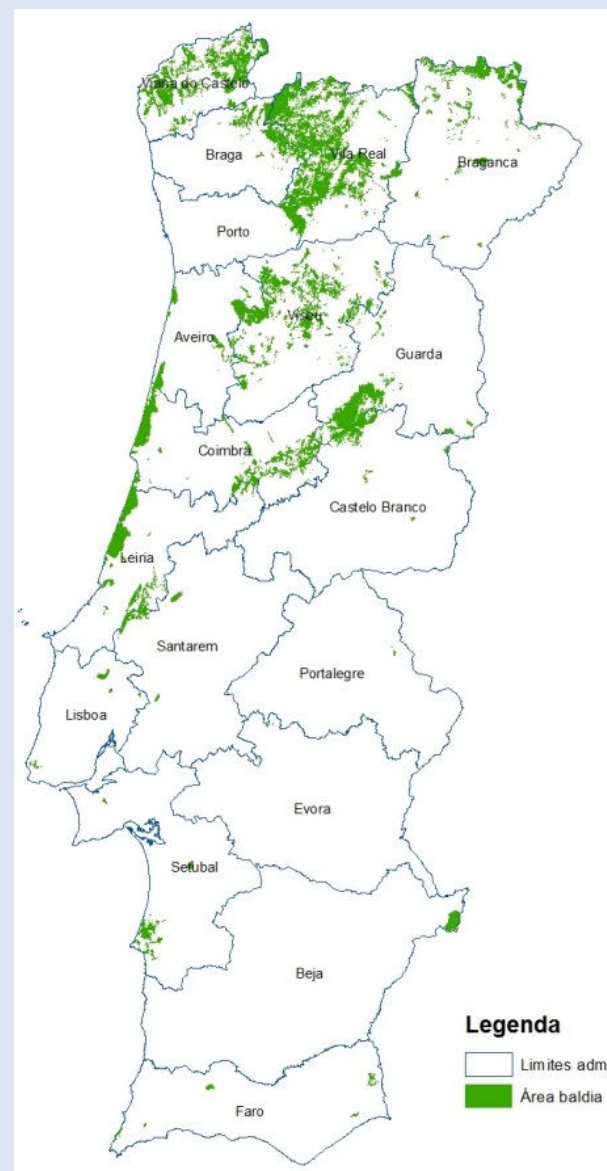 Viana do Castelo
Braga
Vila Real
Braganca
Porto
Aveiro
Viseu
Guarda
Coimbra
Castelo Branco
Leiria
Santarem
Portalegre
Lisboa
Evora
Setubal
Beja
Faro
Legenda
Limites adm
Área baldia